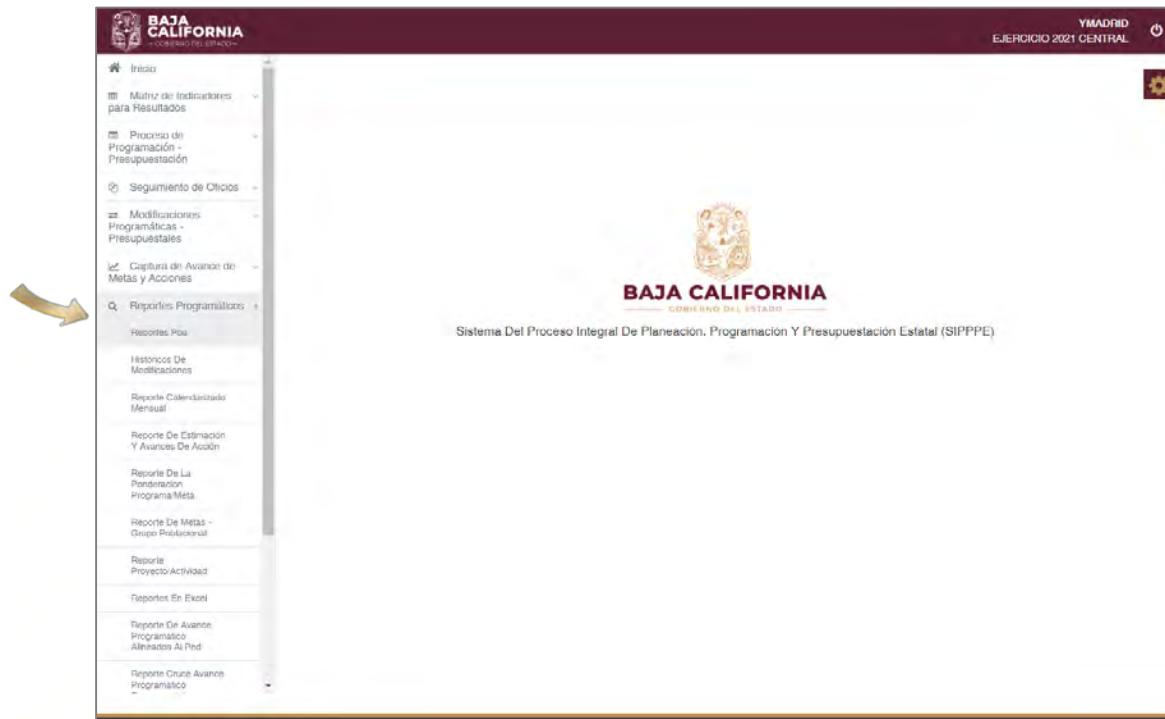 BAJA
CALIFORNIA
GOBIERNO DEL ESTADO
YMADRID
EJERCICIO 2021 CENTRAL
Inicio
Matriz de Indicadores
para Resultados
Proceso de
Programación -
Presupuestación
Seguimiento de Oficios
Modificaciones
Programáticas -
Presupuestales
Captura de Avance de
Metas y Acciones
Reportes Programáticos
Reportes Poa
Historicos De
Modificaciones
Reporte Calendarizado
Mensual
Reporte De Estimación
Y Avances De Acción
Reporte De La
Ponderacion
Programa/Meta
Reporte De Metas -
Grupo Poblacional
Reporte
Proyecto/Actividad
Reportes En Excel
Reporte De Avance
Programatico
Alineados Al Ped
Reporte Cruce Avance
Programatico
BAJA CALIFORNIA
GOBIERNO DEL ESTADO
Sistema Del Proceso Integral De Planeación, Programación Y Presupuestación Estatal (SIPPPE)